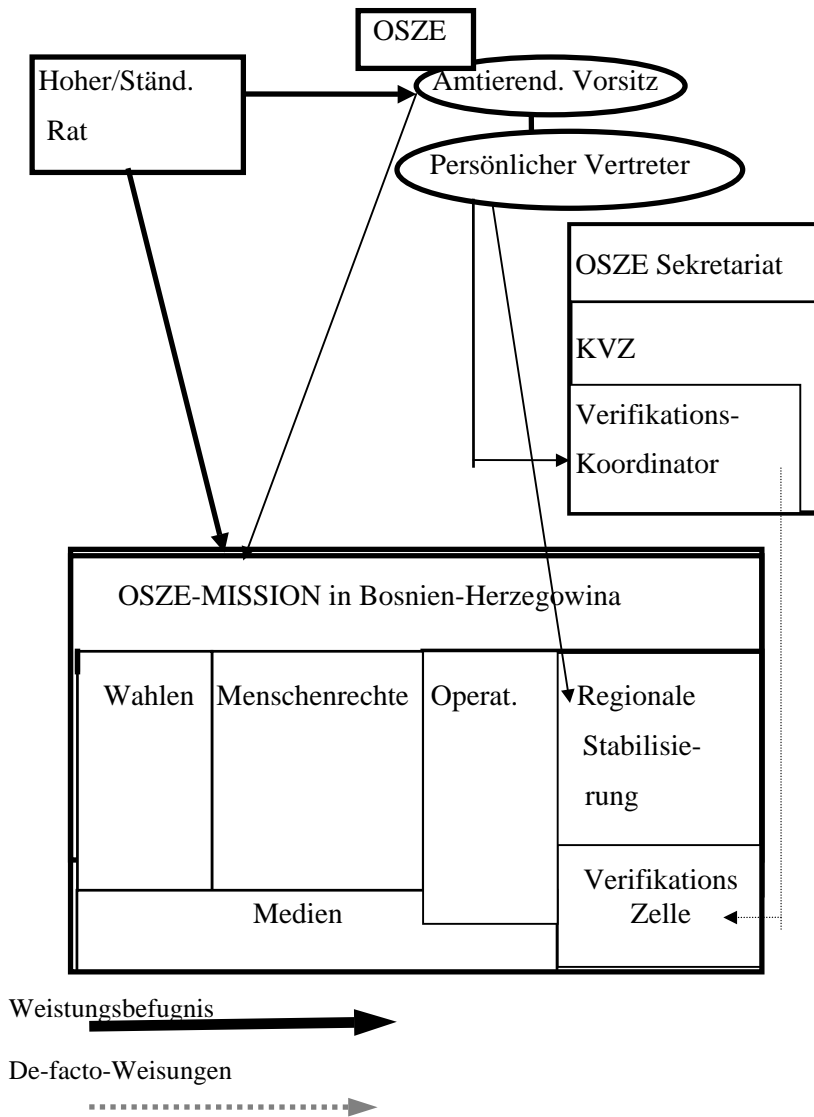 OSZE
Hoher/Ständ.
Rat
Amtierend. Vorsitz
Persönlicher Vertreter
OSZE Sekretariat
KVZ
Verifikations-
Koordinator
OSZE-MISSION in Bosnien-Herzegowina
Wahlen
Menschenrechte
Operat.
Regionale
Stabilisie-
rung
Medien
Verifikations
Zelle
Weistungsbefugnis
De-facto-Weisungen